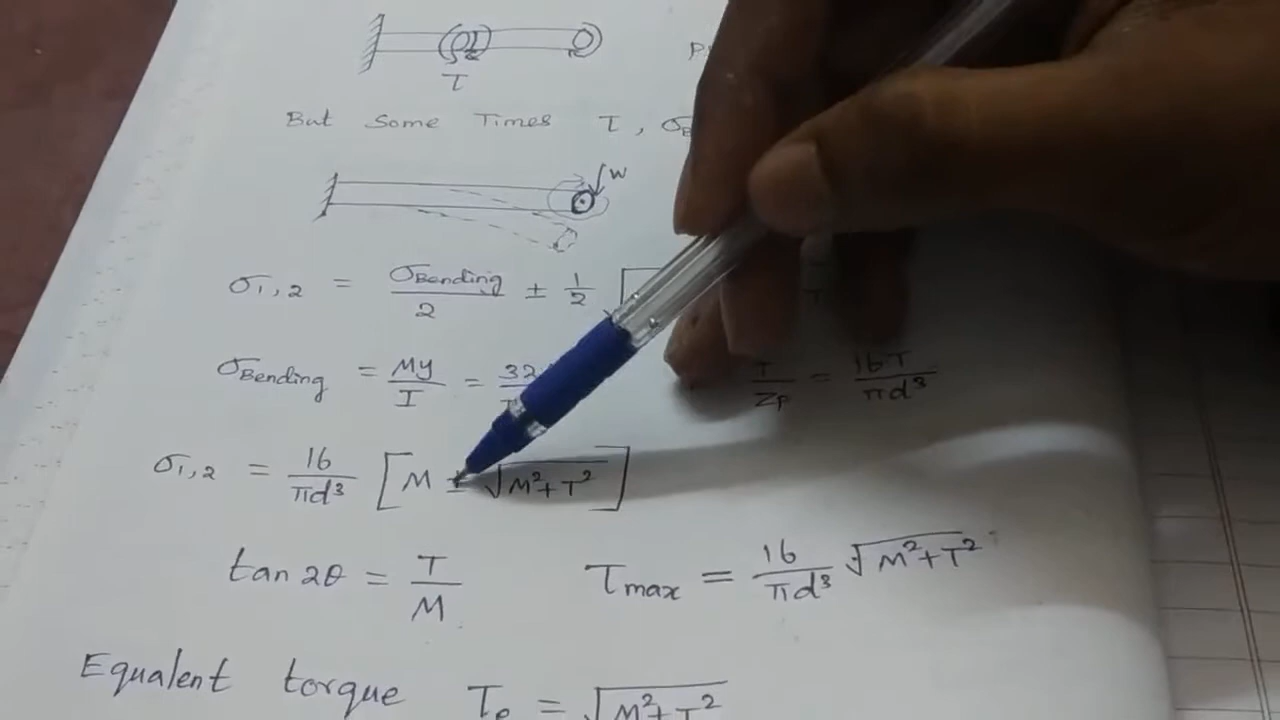 T
But Some Times τ,
W
σ1,2 = σBending/2 ± 1/2
σBending = My/I = 32 T/Zp = 16T/πd³
σ1,2 = 16/πd³ [M ± √M²+T²]
tan 2θ = T/M τmax = 16/πd³ √M²+T²
Equalent torque Te = √M²+T²